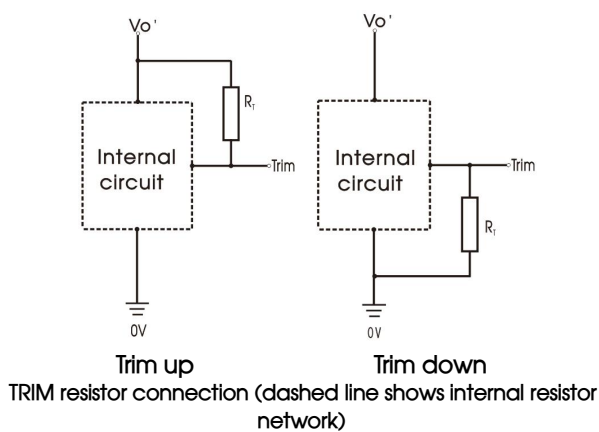 Vo'
RT
Internal
circuit
Trim
0V
Trim up
Vo'
Internal
circuit
Trim
RT
0V
Trim down
TRIM resistor connection (dashed line shows internal resistor
network)